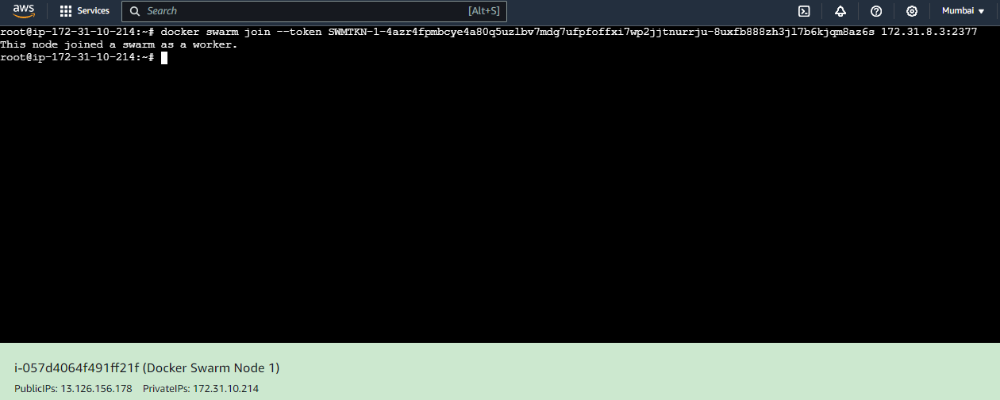 aws
Services
Search
[Alt+S]
Mumbai
root@ip-172-31-10-214:~# docker swarm join --token SWMTKN-1-4azr4fpmbcye4a80q5uzlbv7mdg7ufpfoffxi7wp2jjtnurrju-8uxfb888zh3jl7b6kjqm8az6s 172.31.8.3:2377
This node joined a swarm as a worker.
root@ip-172-31-10-214:~#
i-057d4064f491ff21f (Docker Swarm Node 1)
PublicIPs: 13.126.156.178 PrivateIPs: 172.31.10.214